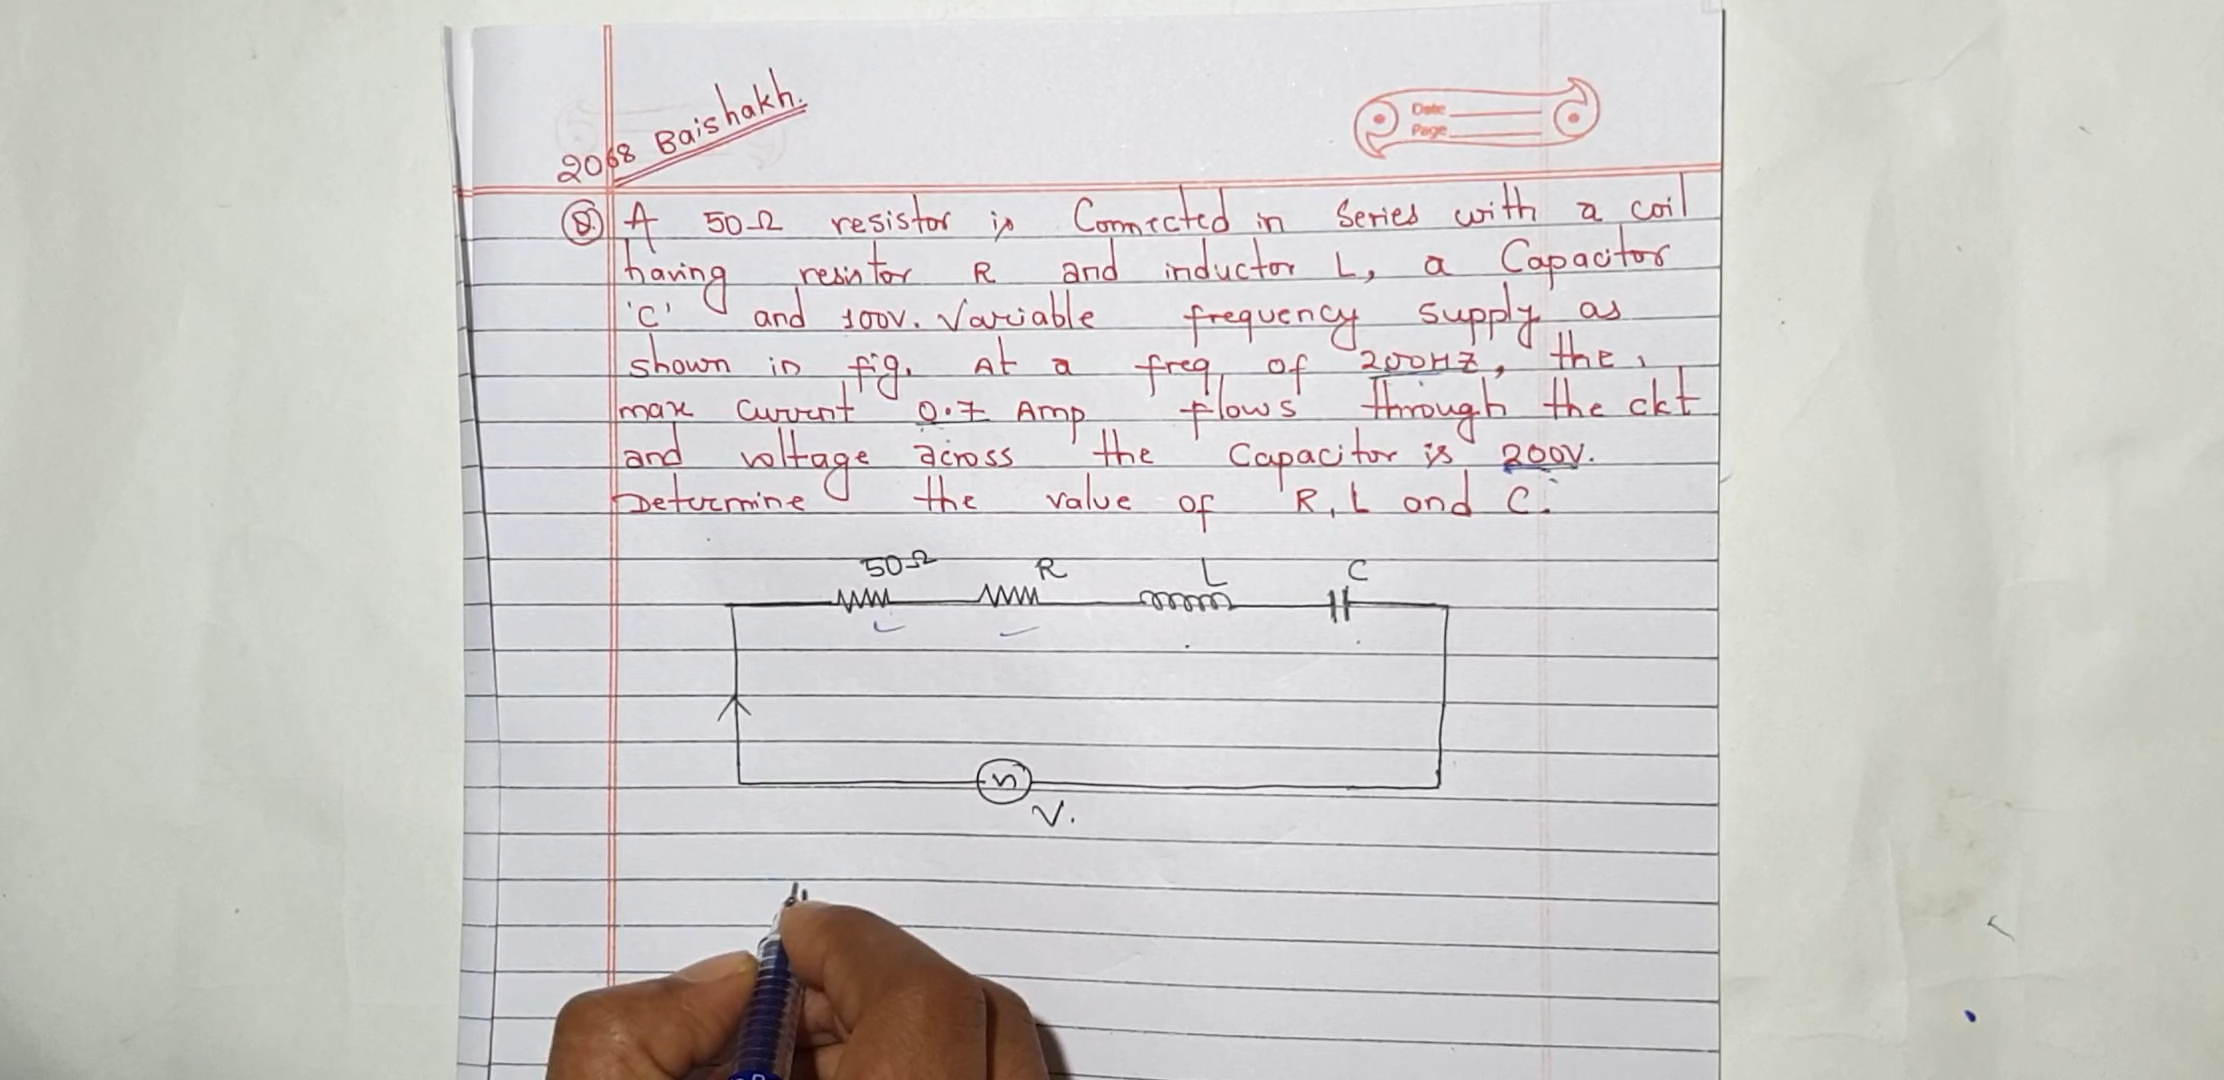 2068 Baishakh.
Date
Page
Q. A 50Ω resistor is Connected in Series with a coil
having resistor R and inductor L, a Capacitor
'C' and 100V. Variable frequency supply as
shown in fig. At a freq. of 200Hz, the
max current 0.7 Amp flows through the ckt
and voltage across the Capacitor is 200V.
Determine the value of R, L and C.
50Ω R L C
V.